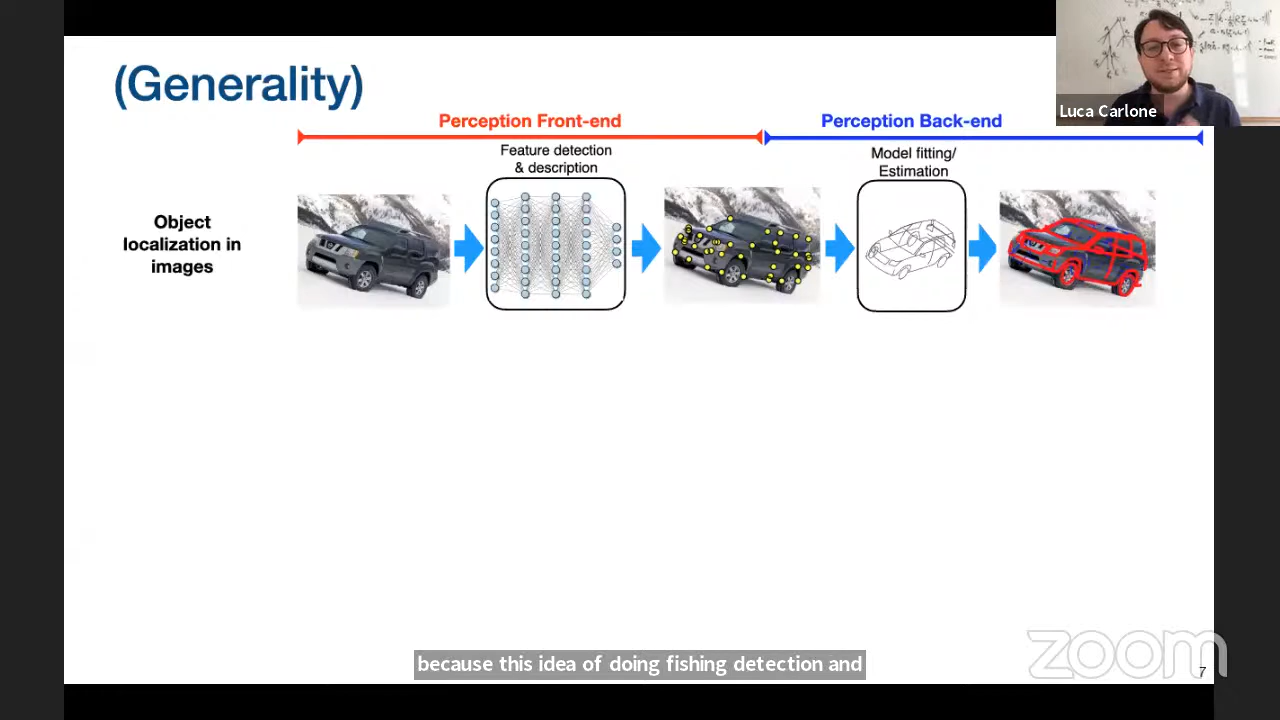 (Generality)
Luca Carlone
Perception Front-end
Perception Back-end
Feature detection
& description
Model fitting/
Estimation
Object
localization in
images
because this idea of doing fishing detection and
zoom
7